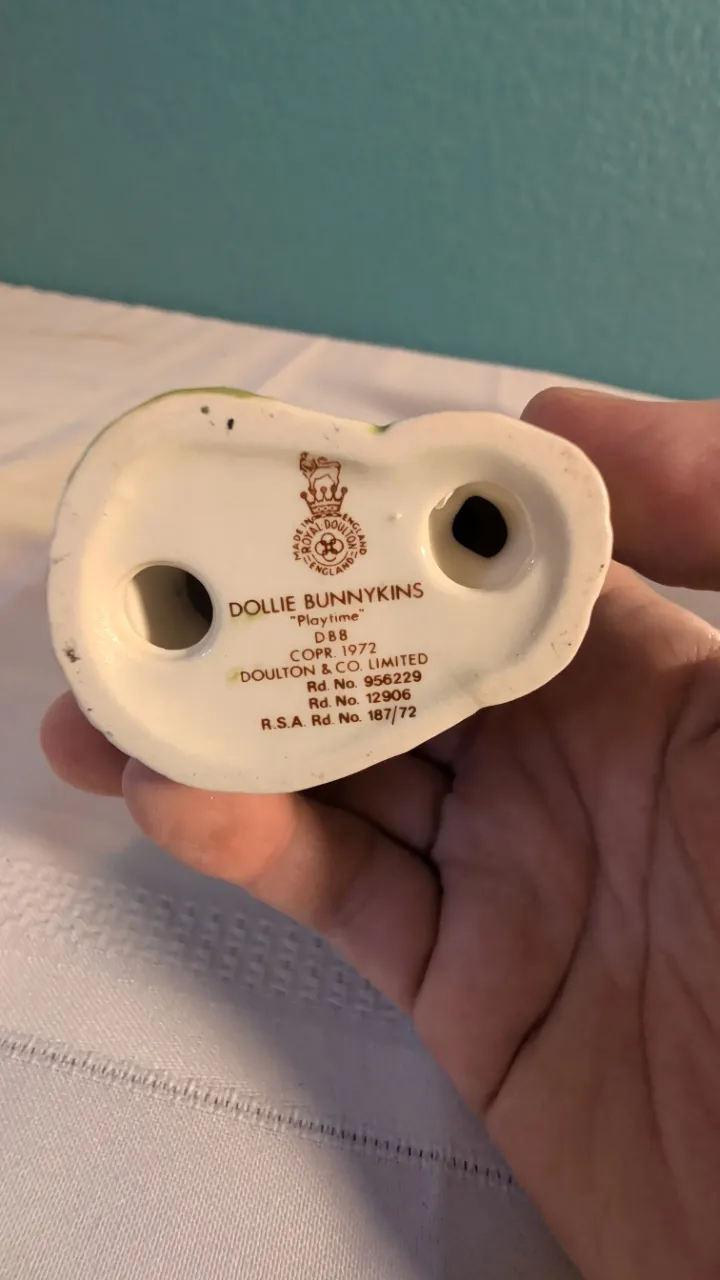 MADE IN ENGLAND
ROYAL DOULTON
ENGLAND
DOLLIE BUNNYKINS
"Playtime"
DB8
COPR. 1972
DOULTON & CO. LIMITED
Rd. No. 956229
Rd. No. 12906
R.S.A. Rd. No. 187/72